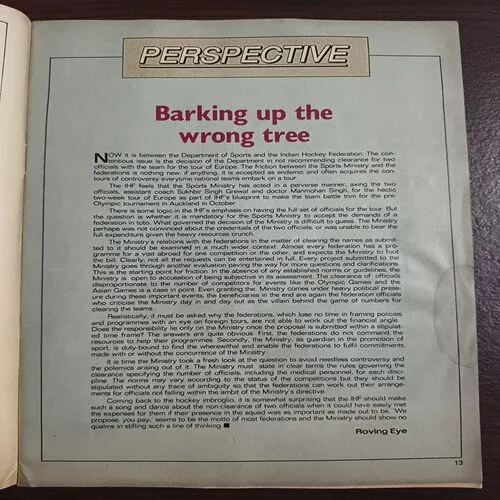 PERSPECTIVE
Barking up the
wrong tree
NOW it is between the Department of Sports and the Indian Hockey Federation. The con-
tentious issue is the decision of the Department in not recommending clearance for two
officials with the team for the tour of Europe. The friction between the Sports Ministry and the
federations is nothing new. if anything, it is accepted as endemic and often acquires the con-
tours of controversy everytime national teams embark on a tour.
The IHF feels that the Sports Ministry has acted in a perverse manner, axing the two
officials, assistant coach Sukhbir Singh Grewal and doctor Manmohan Singh, for the hectic
two-week tour of Europe as part of IHF's blueprint to make the team battle trim for the pre-
Olympic tournament in Auckland in October.
There is some logic in the IHF's emphasis on having the full set of officials for the tour. But
the question is whether it is mandatory for the Sports Ministry to accept the demands of a
federation in toto. What governed the decision of the Ministry is difficult to guess. The Ministry
perhaps was not convinced about the credentials of the two officials, or was unable to bear the
full expenditure given the heavy resources crunch.
The Ministry's relations with the federations in the matter of clearing the names as submit-
ted to it should be examined in a much wider context. Almost every federation has a pro-
gramme for a visit abroad for one competition or the other, and expects the Ministry to foot
the bill. Clearly, not all the requests can be entertained in full. Every project submitted to the
Ministry goes through an evaluation paving the way for more questions and clarifications.
This is the starting point for friction. In the absence of any established norms or guidelines, the
Ministry is open to accusation of being subjective in its assessment. The clearance of officials
disproportionate to the number of competitors for events like the Olympic Games and the
Asian Games is a case in point. Even granting the Ministry comes under heavy political press-
ure during these important events, the beneficiaries in the end are again the federation officials
who criticise the Ministry day in and day out as the villain behind the game of numbers for
clearing the teams.
Realistically, it must be asked why the federations, which lose no time in framing policies
and programmes with an eye on foreign tours, are not able to work out the financial angle.
Does the responsibility lie only on the Ministry once the proposal is submitted within a stipulat-
ed time frame? The answers are quite obvious. First, the federations do not command the
resources to help their programmes. Secondly, the Ministry, as guardian in the promotion of
sport, is duty-bound to find the wherewithal and enable the federations to fulfil commitments
made with or without the concurrence of the Ministry.
It is time the Ministry took a fresh look at the question to avoid needless controversy and
the polemics arising out of it. The Ministry must state in clear terms the rules governing the
clearance specifying the number of officials, including the medical personnel, for each disci-
pline. The norms may vary according to the status of the competitions but they should be
stipulated without any trace of ambiguity so that the federations can work out their arrange-
ments for officials not falling within the ambit of the Ministry's directive.
Coming back to the hockey imbroglio, it is somewhat surprising that the IHF should make
such a song and dance about the non-clearance of two officials when it could have easily met
the expenses for them if their presence in the squad was as important as made out to be. 'We
propose, you pay', seems to be the motto of most federations and the Ministry should show no
qualms in stifling such a line of thinking ■
Roving Eye
13